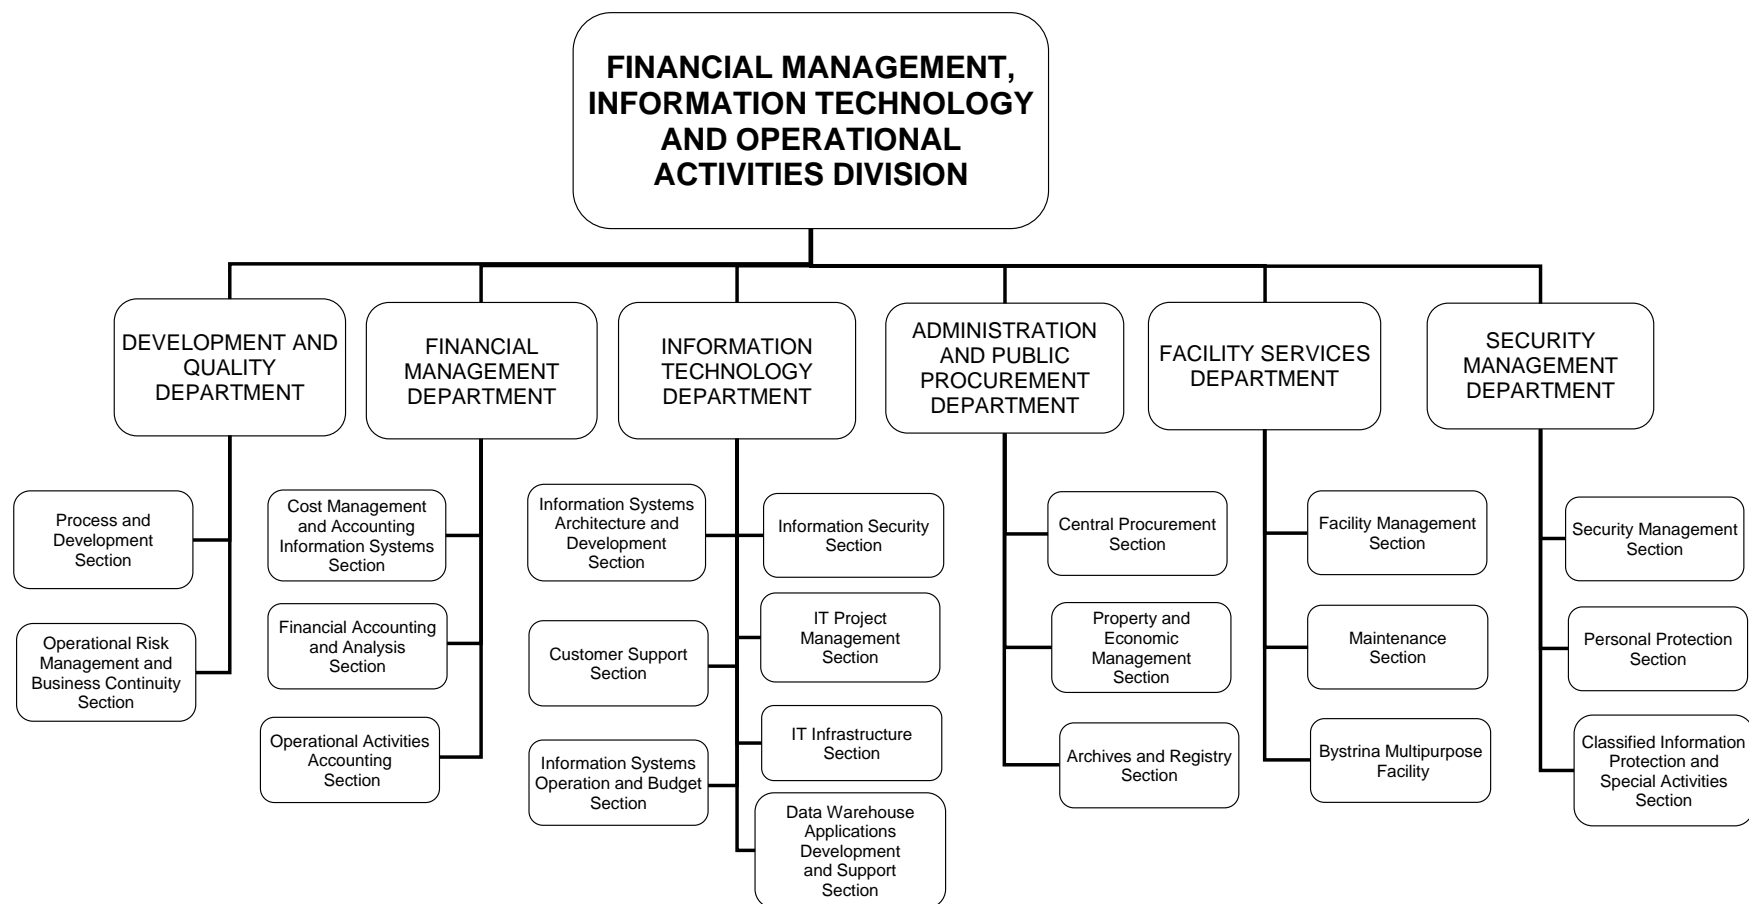 FINANCIAL MANAGEMENT,
INFORMATION TECHNOLOGY
AND OPERATIONAL
ACTIVITIES DIVISION
DEVELOPMENT AND
QUALITY
DEPARTMENT
FINANCIAL
MANAGEMENT
DEPARTMENT
INFORMATION
TECHNOLOGY
DEPARTMENT
ADMINISTRATION
AND PUBLIC
PROCUREMENT
DEPARTMENT
FACILITY SERVICES
DEPARTMENT
SECURITY
MANAGEMENT
DEPARTMENT
Process and
Development
Section
Operational Risk
Management and
Business Continuity
Section
Cost Management
and Accounting
Information Systems
Section
Financial Accounting
and Analysis
Section
Operational Activities
Accounting
Section
Information Systems
Architecture and
Development
Section
Customer Support
Section
Information Systems
Operation and Budget
Section
Information Security
Section
IT Project
Management
Section
IT Infrastructure
Section
Data Warehouse
Applications
Development
and Support
Section
Central Procurement
Section
Property and
Economic
Management
Section
Archives and Registry
Section
Facility Management
Section
Maintenance
Section
Bystrina Multipurpose
Facility
Security Management
Section
Personal Protection
Section
Classified Information
Protection and
Special Activities
Section